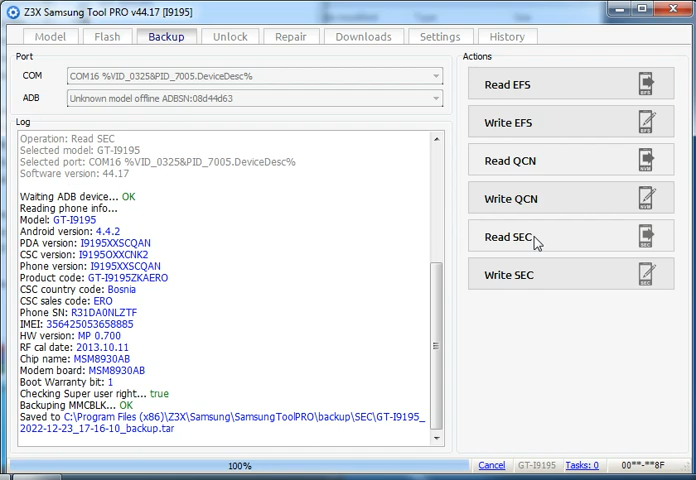 Z3X Samsung Tool PRO v44.17 [I9195]
Model Flash Backup Unlock Repair Downloads Settings History
Port
COM COM16 %VID_0325&PID_7005.DeviceDesc%
ADB Unknown model offline ADBSN:08d44d63
Log
Operation: Read SEC
Selected model: GT-I9195
Selected port: COM16 %VID_0325&PID_7005.DeviceDesc%
Software version: 44.17
Waiting ADB device... OK
Reading phone info...
Model: GT-I9195
Android version: 4.4.2
PDA version: I9195XXSCQAN
CSC version: I9195OXXCNK2
Phone version: I9195XXSCQAN
Product code: GT-I9195ZKAERO
CSC country code: Bosnia
CSC sales code: ERO
Phone SN: R31DA0NLZTF
IMEI: 356425053658885
HW version: MP 0.700
RF cal date: 2013.10.11
Chip name: MSM8930AB
Modem board: MSM8930AB
Boot Warranty bit: 1
Checking Super user right... true
Backuping MMCBLK... OK
Saved to C:\Program Files (x86)\Z3X\Samsung\SamsungToolPRO\backup\SEC\GT-I9195_
2022-12-23_17-16-10_backup.tar
Actions
Read EFS
EFS
Write EFS
EFS
Read QCN
NVM
Write QCN
NVM
Read SEC
SEC
Write SEC
SEC
100% Cancel GT-I9195 Tasks: 0 00**-**8F